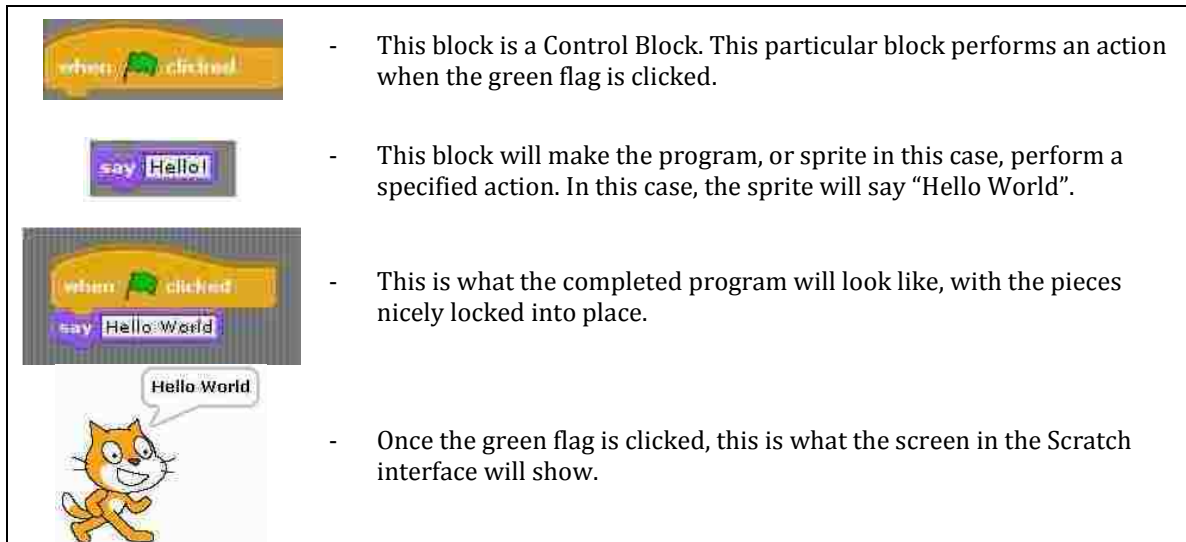 when clicked
- This block is a Control Block. This particular block performs an action
when the green flag is clicked.
say Hello!
- This block will make the program, or sprite in this case, perform a
specified action. In this case, the sprite will say “Hello World”.
when clicked
say Hello World
- This is what the completed program will look like, with the pieces
nicely locked into place.
Hello World
- Once the green flag is clicked, this is what the screen in the Scratch
interface will show.